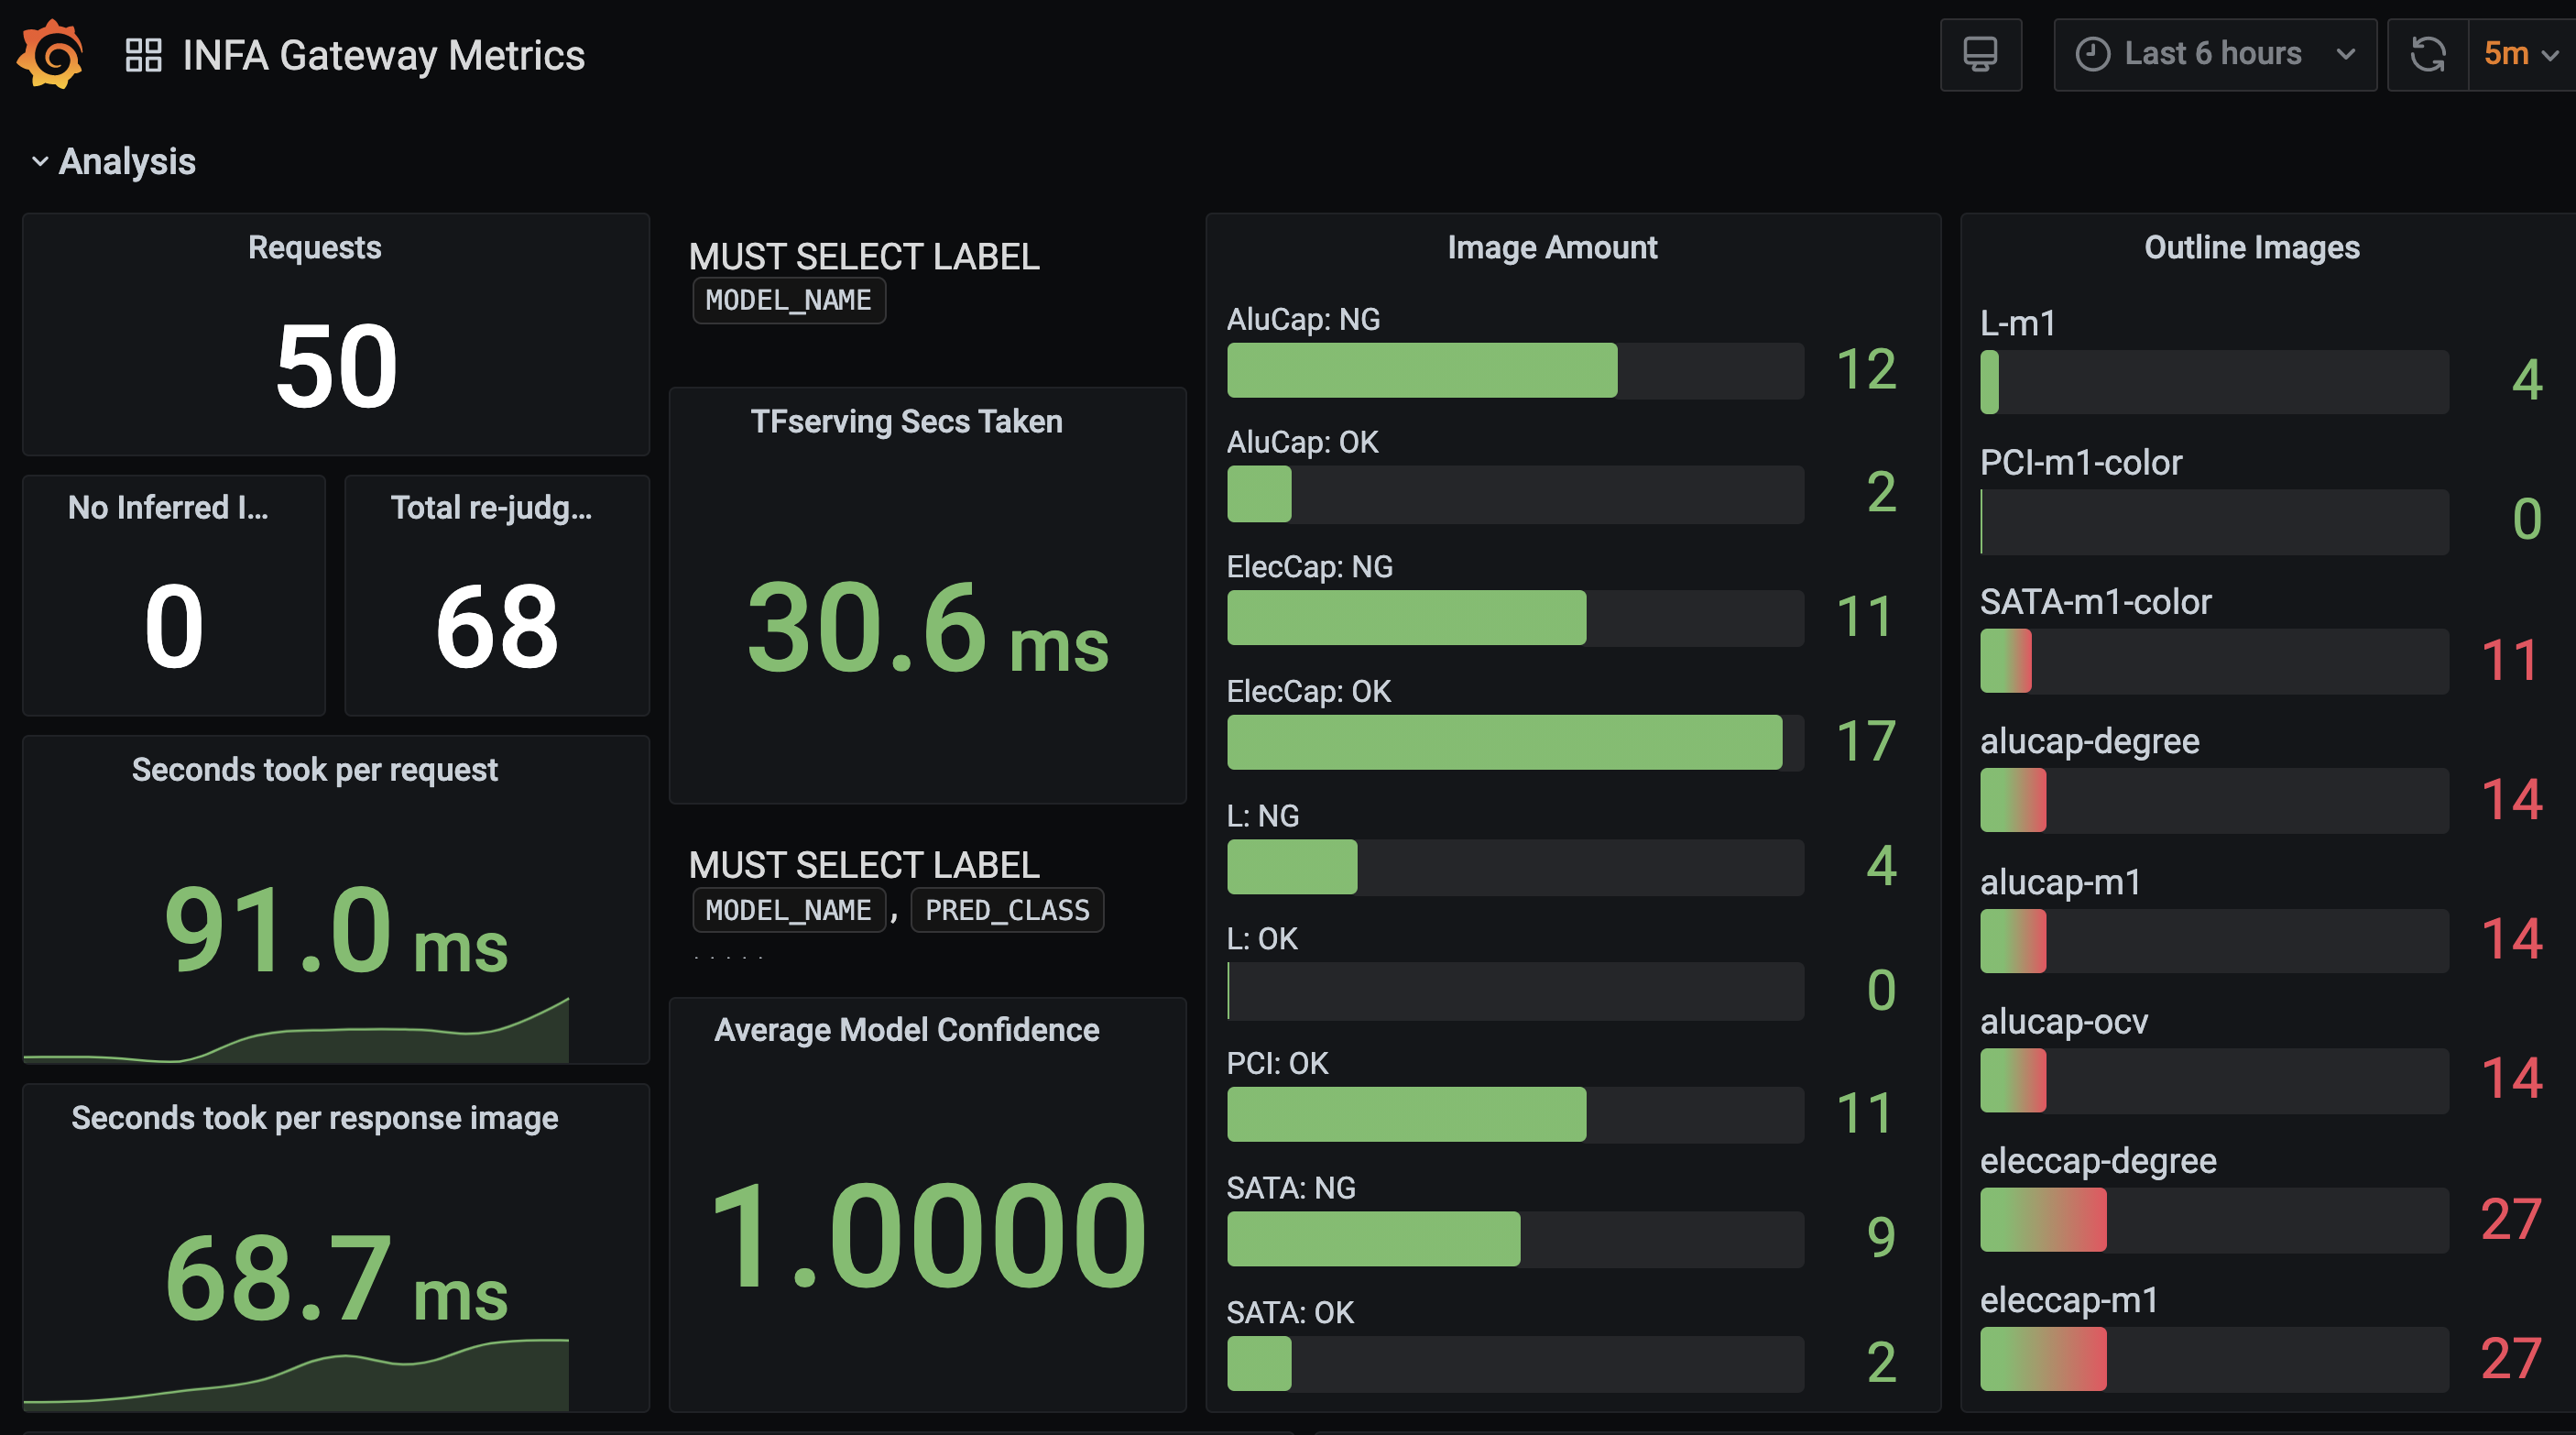 INFA Gateway Metrics
Last 6 hours
5m
Analysis
Requests
50
No Inferred I...
0
Total re-judg...
68
Seconds took per request
91.0 ms
Seconds took per response image
68.7 ms
MUST SELECT LABEL
MODEL_NAME
TFserving Secs Taken
30.6 ms
MUST SELECT LABEL
MODEL_NAME, PRED_CLASS
. . . . .
Average Model Confidence
1.0000
Image Amount
AluCap: NG
12
AluCap: OK
2
ElecCap: NG
11
ElecCap: OK
17
L: NG
4
L: OK
0
PCI: OK
11
SATA: NG
9
SATA: OK
2
Outline Images
L-m1
4
PCI-m1-color
0
SATA-m1-color
11
alucap-degree
14
alucap-m1
14
alucap-ocv
14
eleccap-degree
27
eleccap-m1
27